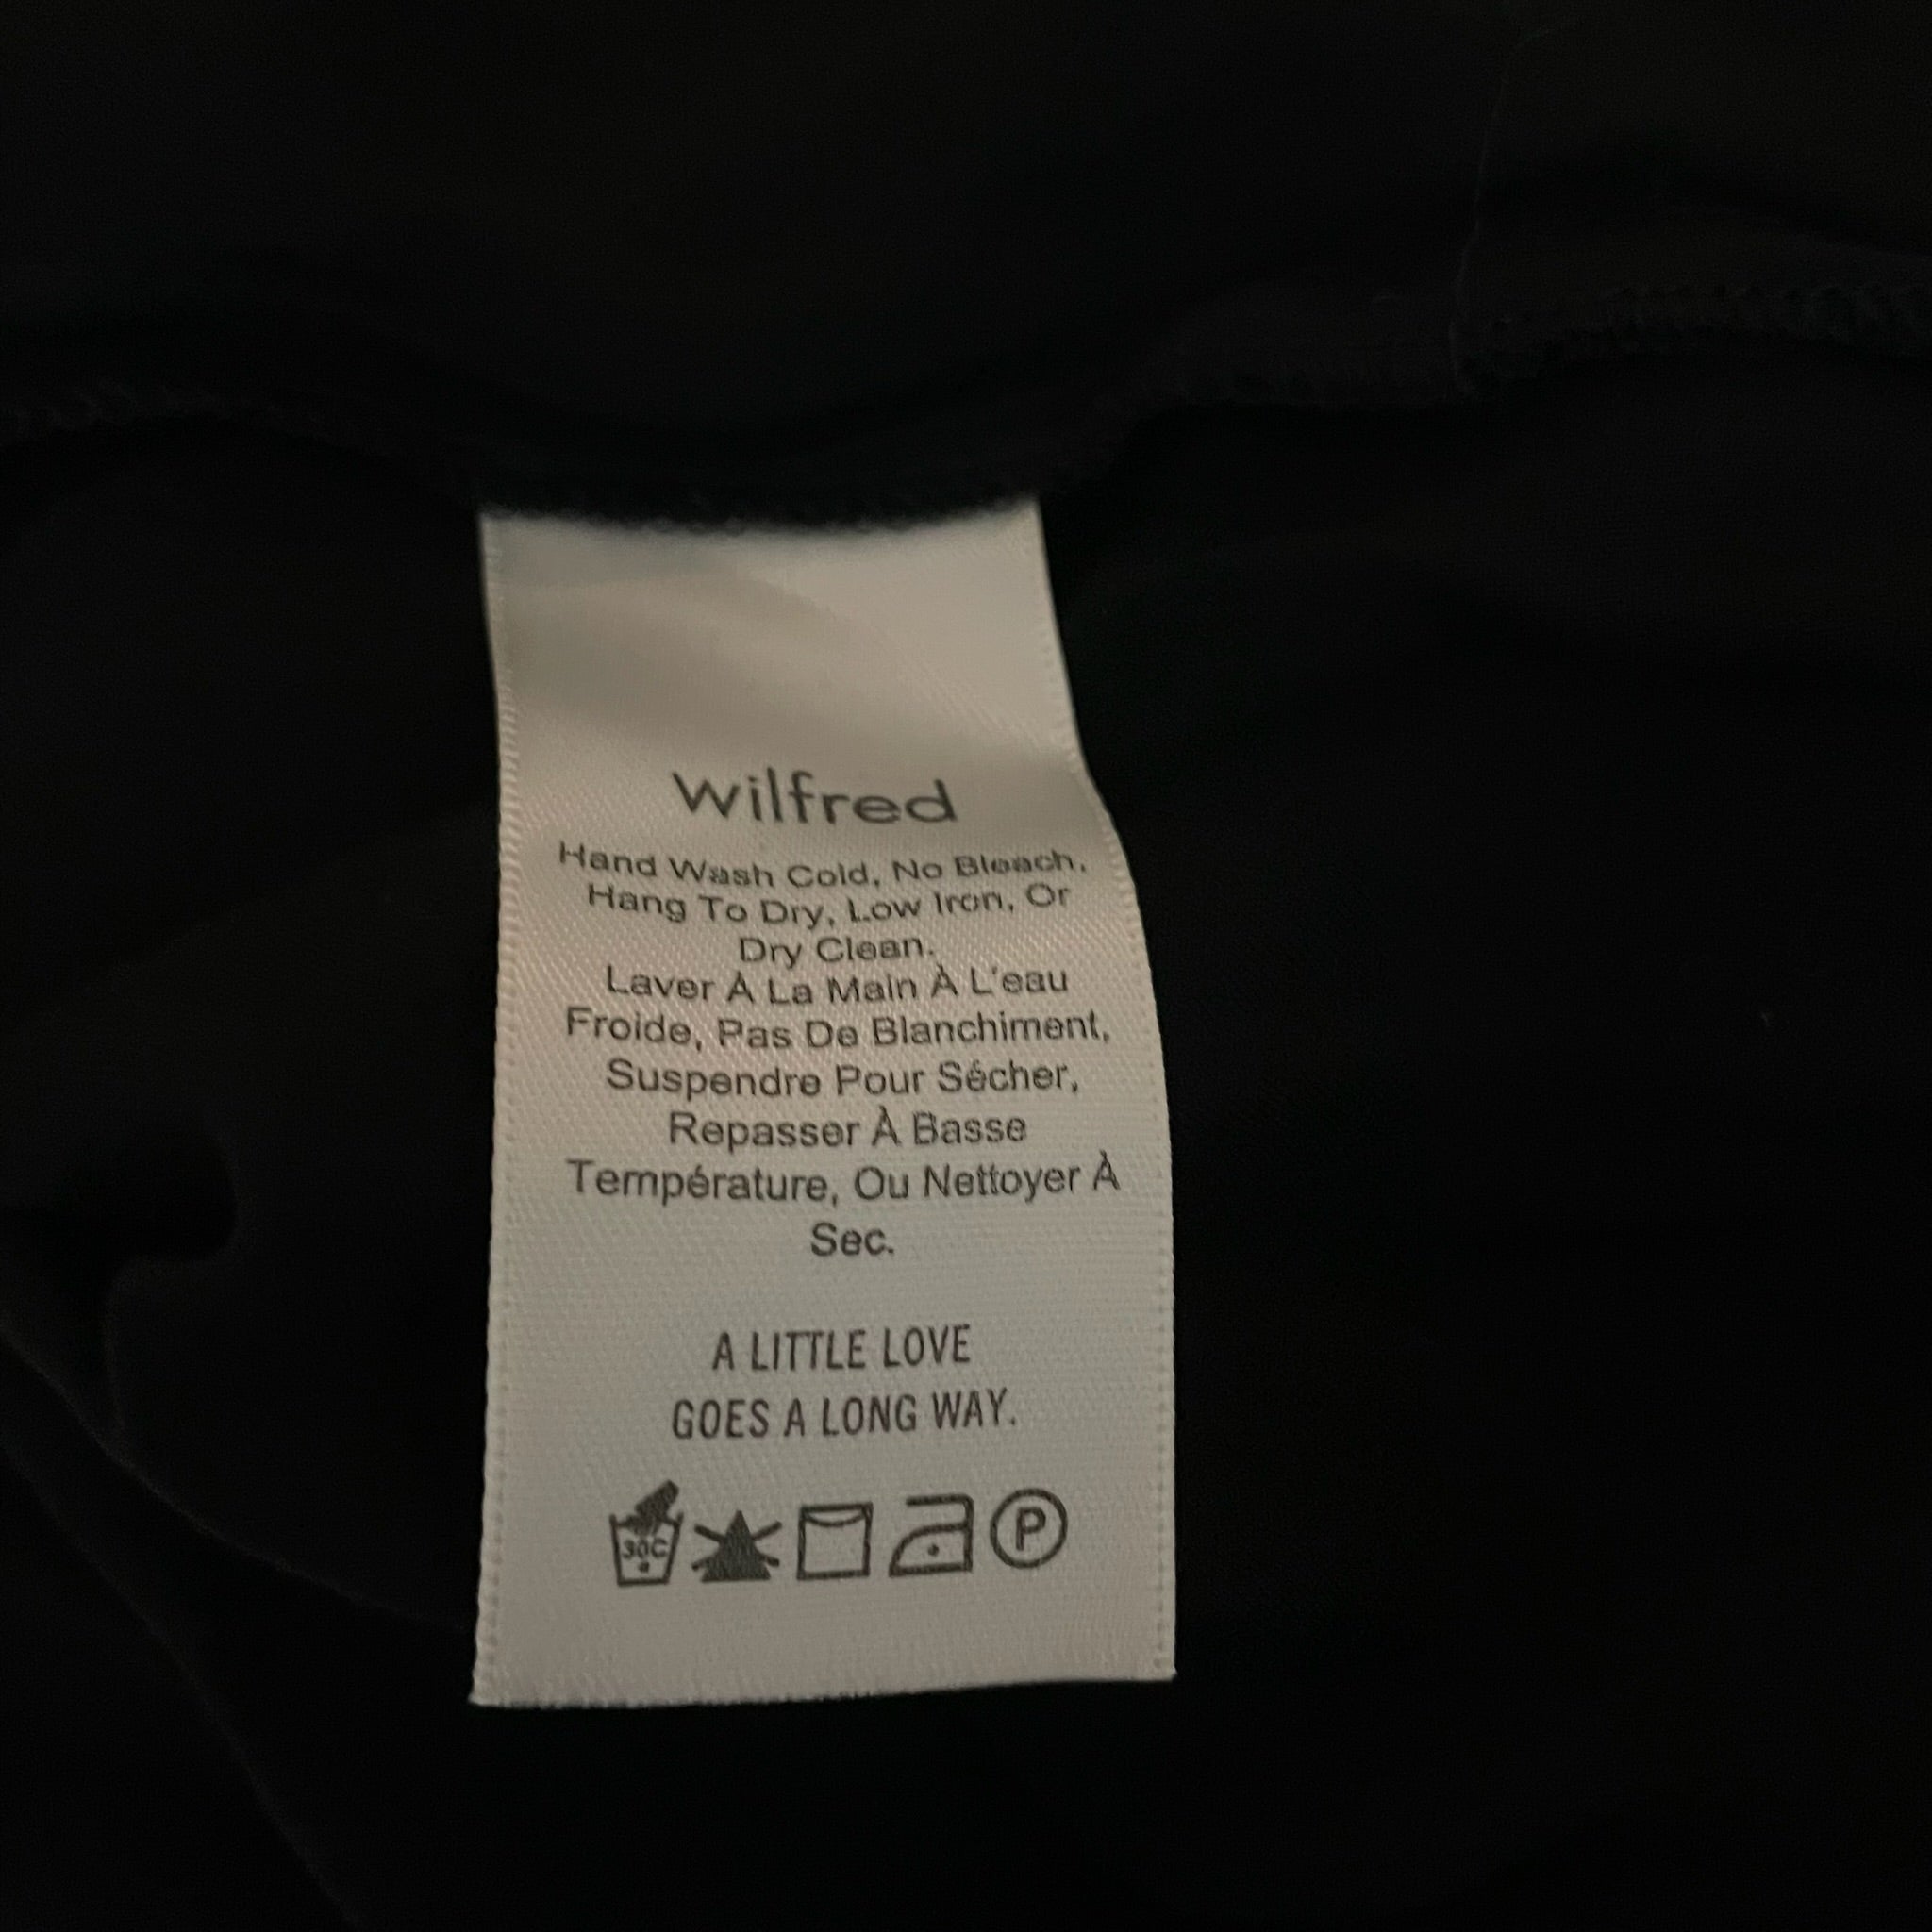 wilfred
Hand Wash Cold, No Bleach,
Hang To Dry, Low Iron, Or
Dry Clean.
Laver À La Main À L'eau
Froide, Pas De Blanchiment,
Suspendre Pour Sécher,
Repasser À Basse
Température, Ou Nettoyer À
Sec.
A LITTLE LOVE
GOES A LONG WAY.
30C P